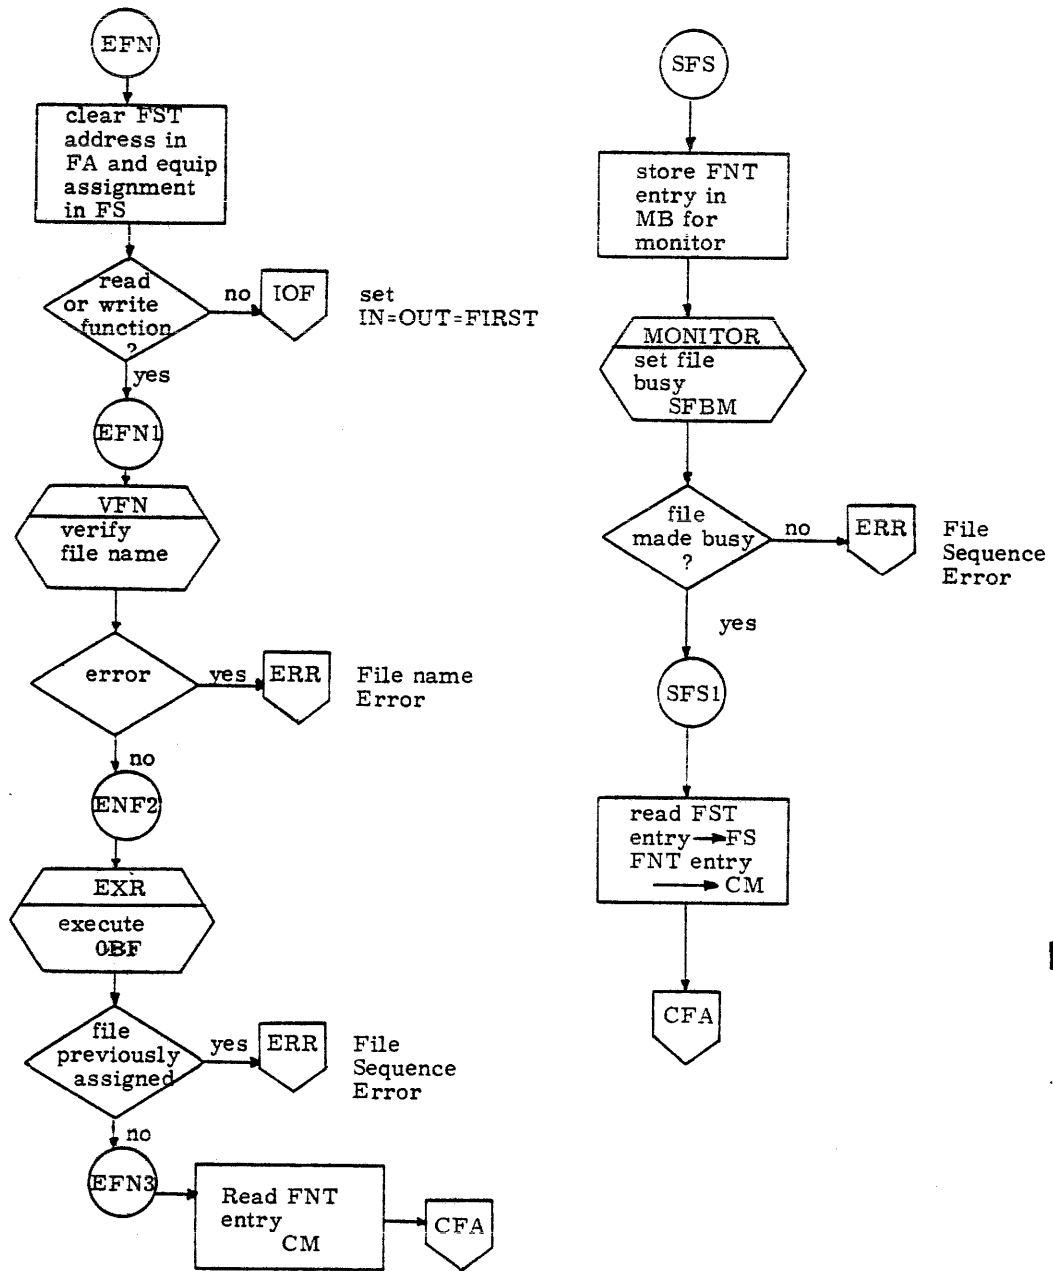 EFN
clear FST
address in
FA and equip
assignment
in FS
read
or write
function
?
no
IOF
set
IN=OUT=FIRST
yes
EFN1
VFN
verify
file name
error
yes
ERR
File name
Error
no
ENF2
EXR
execute
0BF
file
previously
assigned
yes
ERR
File
Sequence
Error
no
EFN3
Read FNT
entry
CM
CFA
SFS
store FNT
entry in
MB for
monitor
MONITOR
set file
busy
SFBM
file
made busy
?
no
ERR
File
Sequence
Error
yes
SFS1
read FST
entry→FS
FNT entry
→CM
CFA